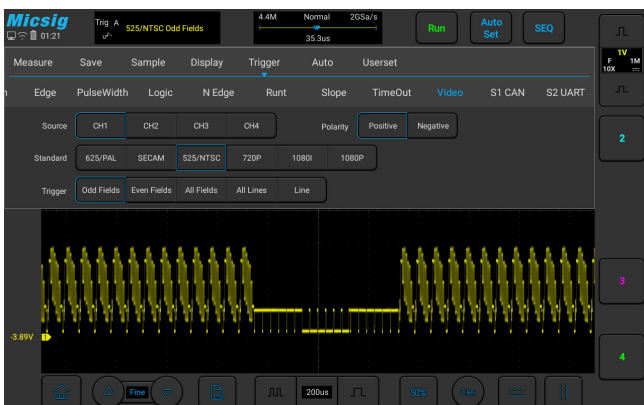 Micsig
Trig A 525/NTSC Odd Fields
4.4M Normal 2GSa/s
35.3us
Run
Auto Set
SEQ
01:21
Measure Save Sample Display Trigger Auto Userset
Edge PulseWidth Logic N Edge Runt Slope TimeOut Video S1 CAN S2 UART
Source CH1 CH2 CH3 CH4 Polarity Positive Negative
Standard 625/PAL SECAM 525/NTSC 720P 1080I 1080P
Trigger Odd Fields Even Fields All Fields All Lines Line
1V
F 1M
10X
2
3
4
-3.89V 1
Fine
200us
50%